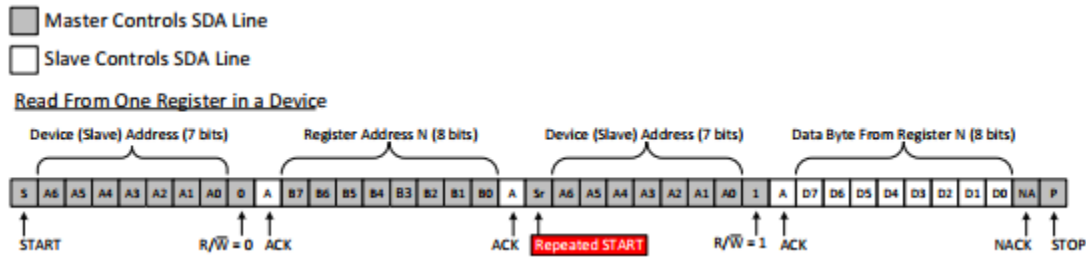 Master Controls SDA Line
Slave Controls SDA Line
Read From One Register in a Device
Device (Slave) Address (7 bits) Register Address N (8 bits) Device (Slave) Address (7 bits) Data Byte From Register N (8 bits)
S A6 A5 A4 A3 A2 A1 A0 0 A B7 B6 B5 B4 B3 B2 B1 B0 A Sr A6 A5 A4 A3 A2 A1 A0 1 A D7 D6 D5 D4 D3 D2 D1 D0 NA P
START R/W̅ = 0 ACK ACK Repeated START R/W̅ = 1 ACK NACK STOP